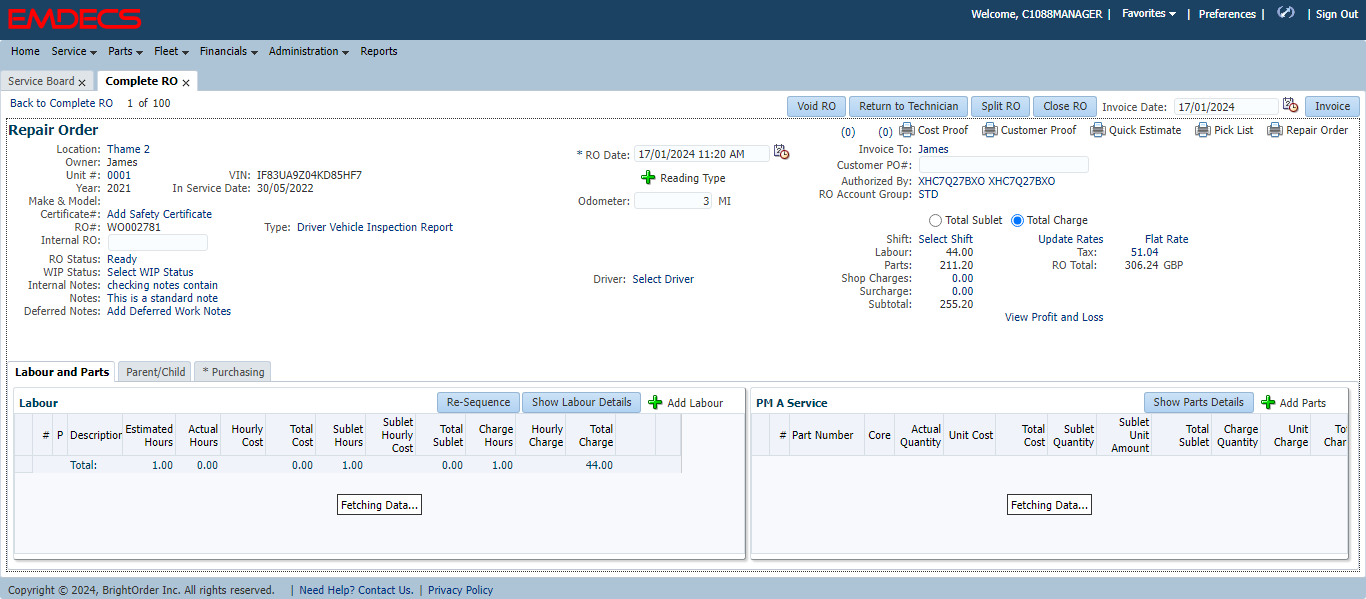 EMDECS
Welcome, C1088MANAGER | Favorites | Preferences | | Sign Out
Home Service Parts Fleet Financials Administration Reports
Service Board x Complete RO x
Back to Complete RO 1 of 100
Void RO Return to Technician Split RO Close RO Invoice Date: 17/01/2024 Invoice
Repair Order
(0) (0) Cost Proof Customer Proof Quick Estimate Pick List Repair Order
Location: Thame 2
Owner: James
Unit #: 0001 VIN: IF83UA9Z04KD85HF7
Year: 2021 In Service Date: 30/05/2022
Make & Model:
Certificate#: Add Safety Certificate
RO#: WO002781 Type: Driver Vehicle Inspection Report
Internal RO:
RO Status: Ready
WIP Status: Select WIP Status
Internal Notes: checking notes contain
Notes: This is a standard note
Deferred Notes: Add Deferred Work Notes
* RO Date: 17/01/2024 11:20 AM
Reading Type
Odometer: 3 MI
Driver: Select Driver
Invoice To: James
Customer PO#:
Authorized By: XHC7Q27BXO XHC7Q27BXO
RO Account Group: STD
Total Sublet Total Charge
Shift: Select Shift Update Rates Flat Rate
Labour: 44.00 Tax: 51.04
Parts: 211.20 RO Total: 306.24 GBP
Shop Charges: 0.00
Surcharge: 0.00
Subtotal: 255.20
View Profit and Loss
Labour and Parts Parent/Child * Purchasing
Labour Re-Sequence Show Labour Details Add Labour
# P Description Estimated Hours Actual Hours Hourly Cost Total Cost Sublet Hours Sublet Hourly Cost Total Sublet Charge Hours Hourly Charge Total Charge
Total: 1.00 0.00 0.00 1.00 0.00 1.00 44.00
Fetching Data...
PM A Service Show Parts Details Add Parts
# Part Number Core Actual Quantity Unit Cost Total Cost Sublet Quantity Sublet Unit Amount Total Sublet Charge Quantity Unit Charge
Fetching Data...
Copyright © 2024, BrightOrder Inc. All rights reserved. | Need Help? Contact Us. | Privacy Policy